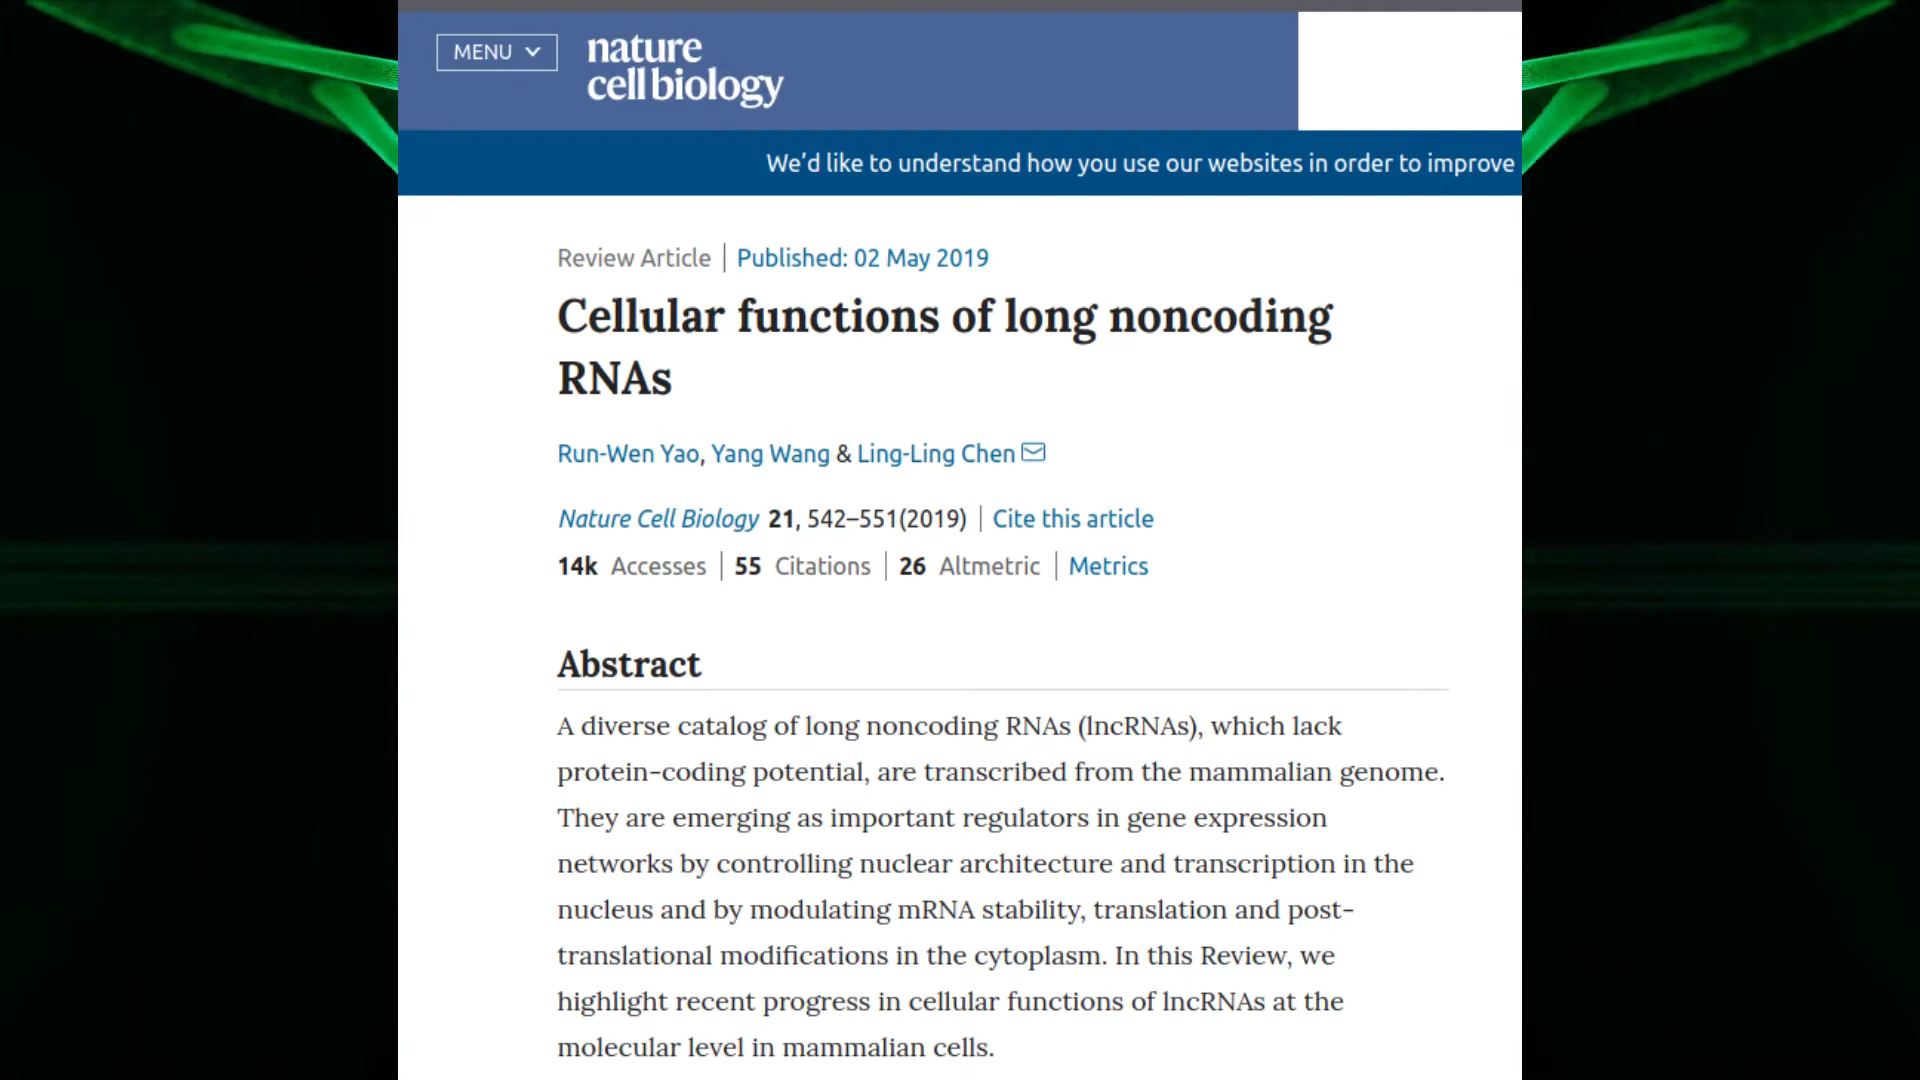 MENU
nature
cell biology
We’d like to understand how you use our websites in order to improve
Review Article | Published: 02 May 2019
Cellular functions of long noncoding
RNAs
Run-Wen Yao, Yang Wang & Ling-Ling Chen
Nature Cell Biology 21, 542–551(2019) | Cite this article
14k Accesses | 55 Citations | 26 Altmetric | Metrics
Abstract
A diverse catalog of long noncoding RNAs (lncRNAs), which lack
protein-coding potential, are transcribed from the mammalian genome.
They are emerging as important regulators in gene expression
networks by controlling nuclear architecture and transcription in the
nucleus and by modulating mRNA stability, translation and post-
translational modifications in the cytoplasm. In this Review, we
highlight recent progress in cellular functions of lncRNAs at the
molecular level in mammalian cells.